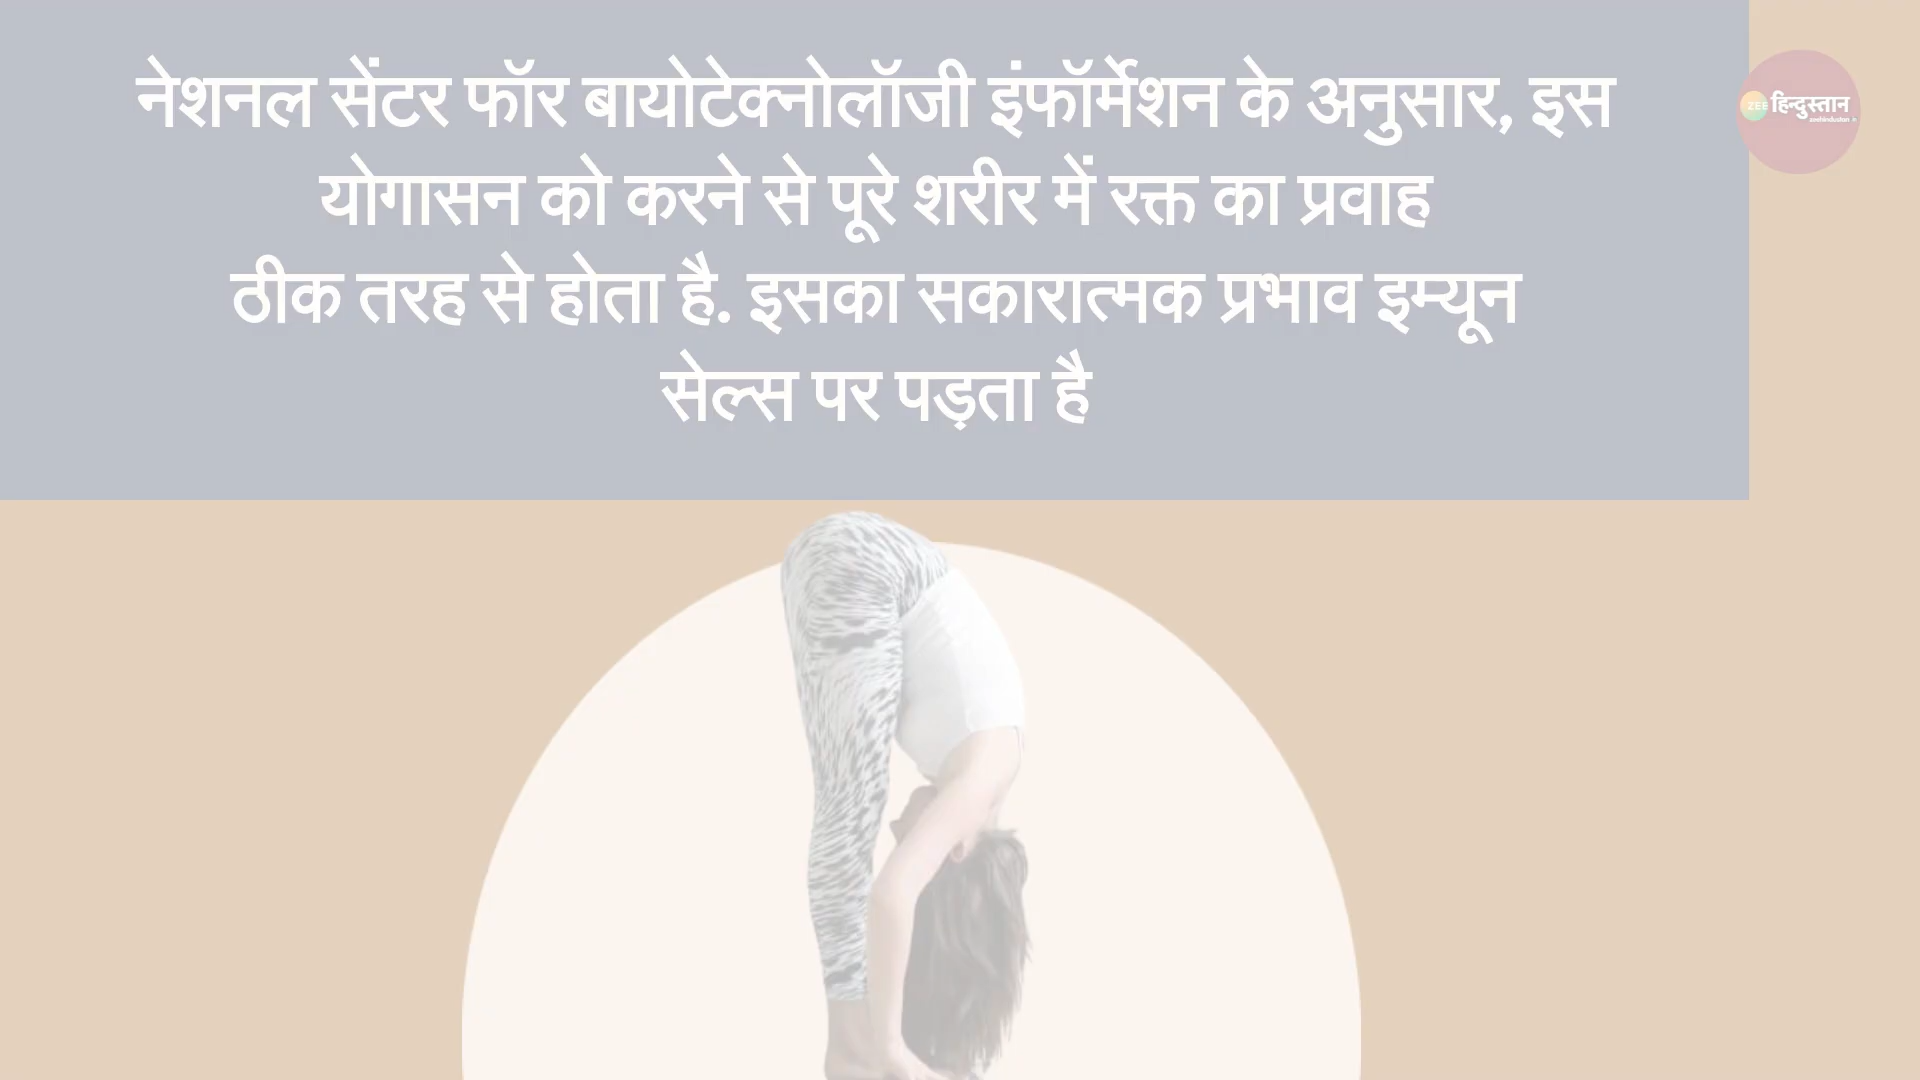 नेशनल सेंटर फॉर बायोटेक्नोलॉजी इंफॉर्मेशन के अनुसार, इस
योगासन को करने से पूरे शरीर में रक्त का प्रवाह
ठीक तरह से होता है. इसका सकारात्मक प्रभाव इम्यून
सेल्स पर पड़ता है
ZEE हिन्दुस्तान